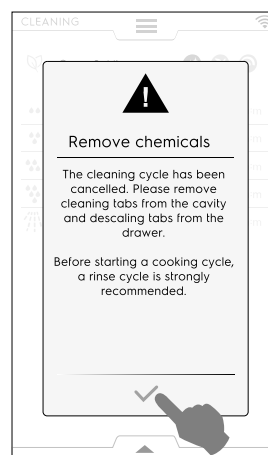 CLEANING
Remove chemicals
The cleaning cycle has been
cancelled. Please remove
cleaning tabs from the cavity
and descaling tabs from the
drawer.
Before starting a cooking cycle,
a rinse cycle is strongly
recommended.